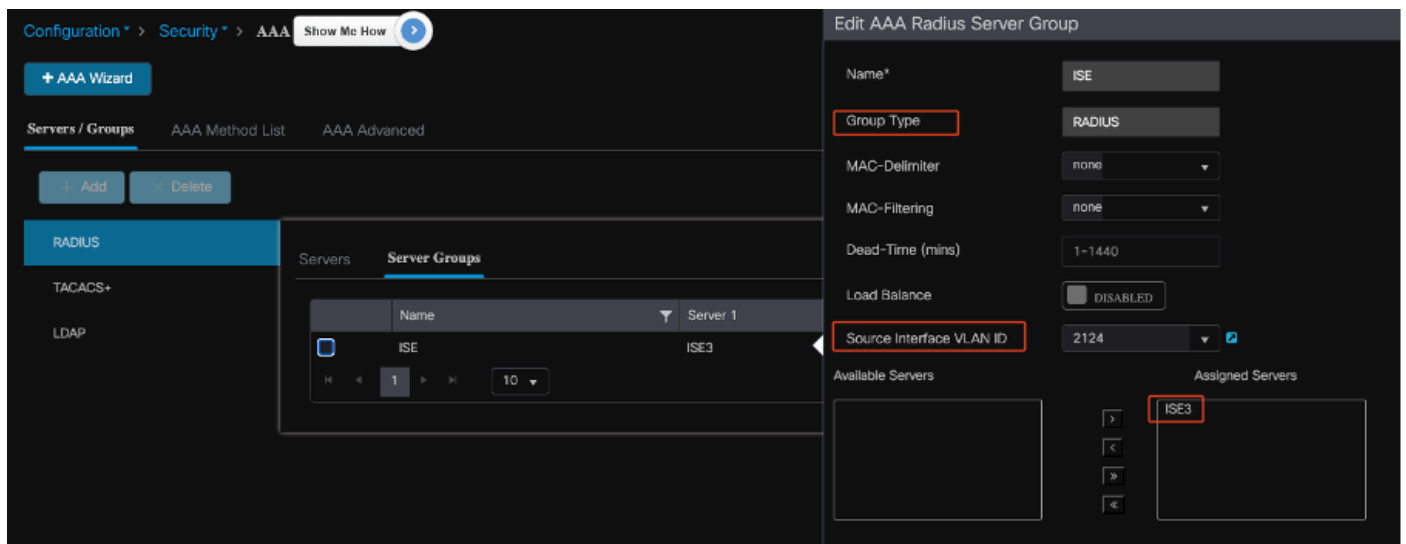 Configuration * > Security * > AAA Show Me How
+ AAA Wizard
Servers / Groups AAA Method List AAA Advanced
+ Add × Delete
RADIUS
TACACS+
LDAP
Servers Server Groups
Name Server 1
ISE ISE3
1 10
Edit AAA Radius Server Group
Name* ISE
Group Type RADIUS
MAC-Delimiter none
MAC-Filtering none
Dead-Time (mins) 1-1440
Load Balance DISABLED
Source Interface VLAN ID 2124
Available Servers Assigned Servers
ISE3